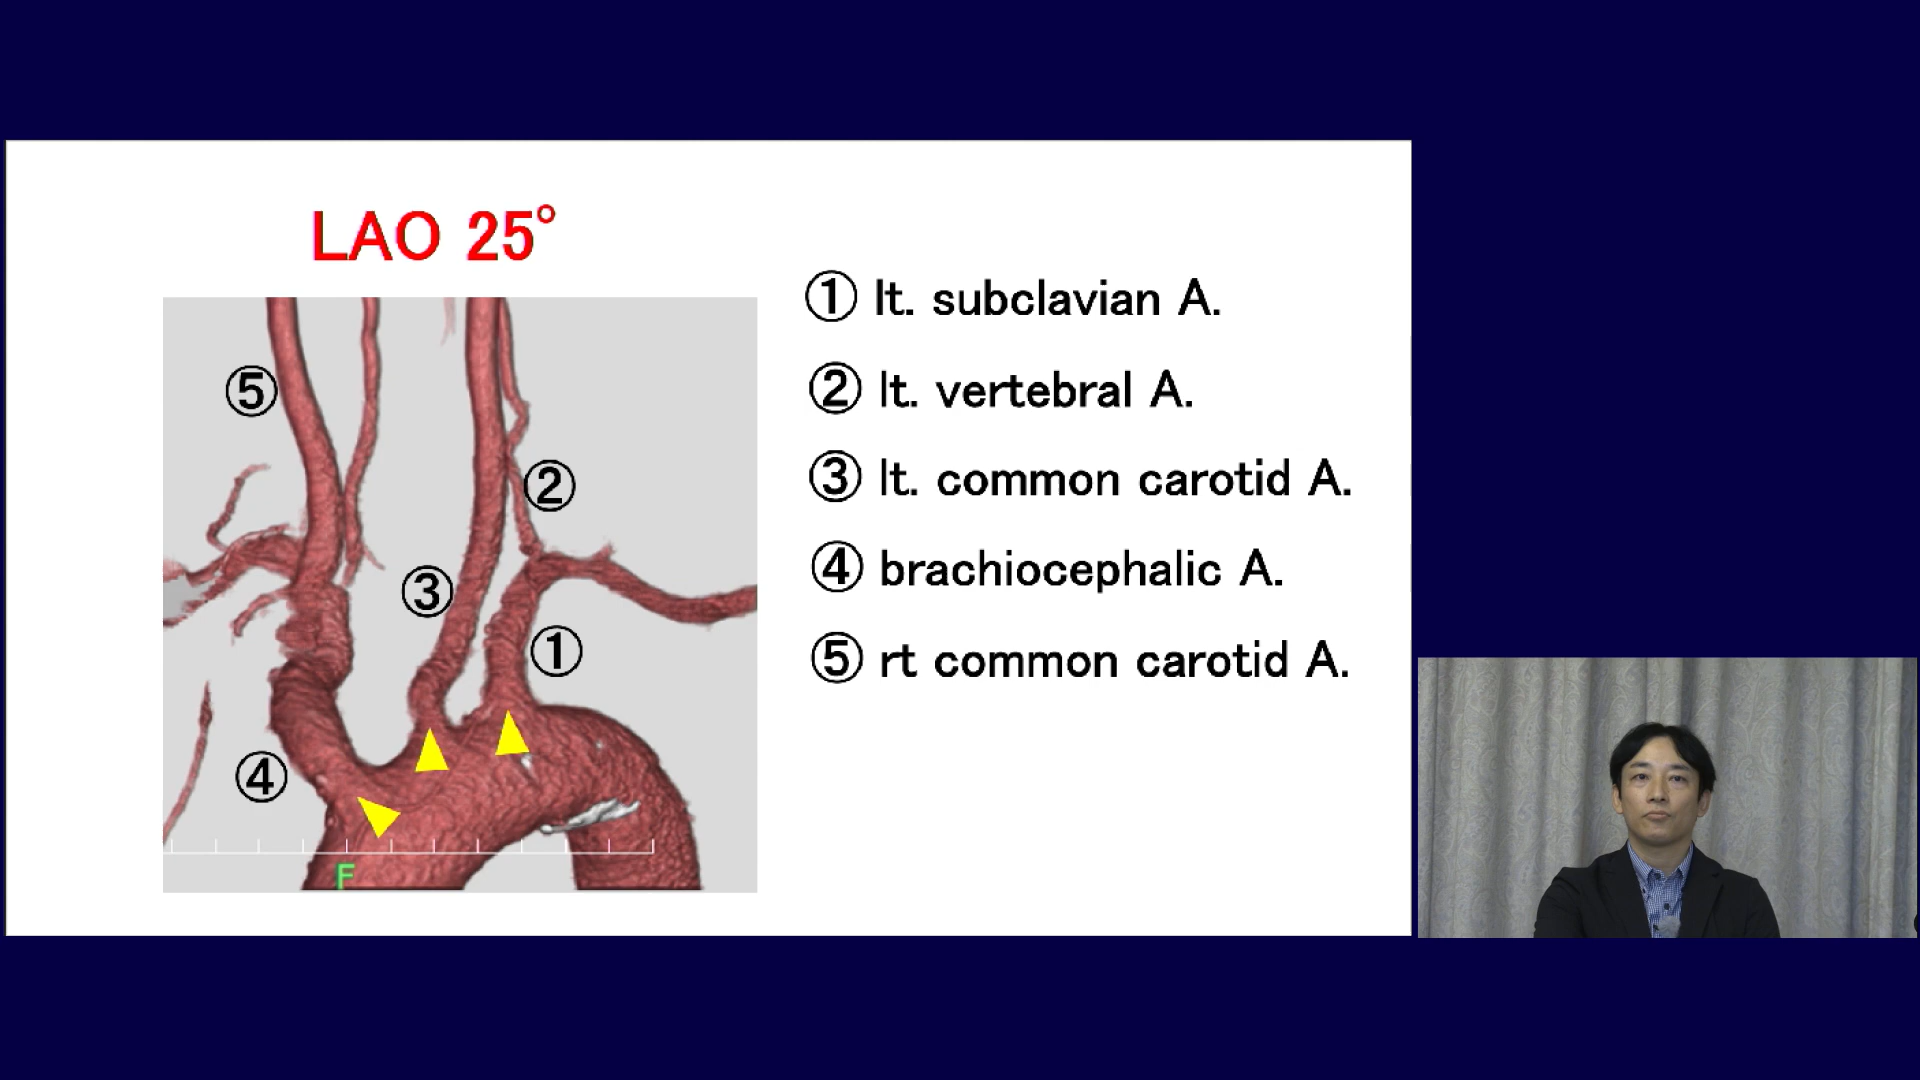 LAO 25°
① lt. subclavian A.
② lt. vertebral A.
③ lt. common carotid A.
④ brachiocephalic A.
⑤ rt common carotid A.
⑤
②
③
①
④
F